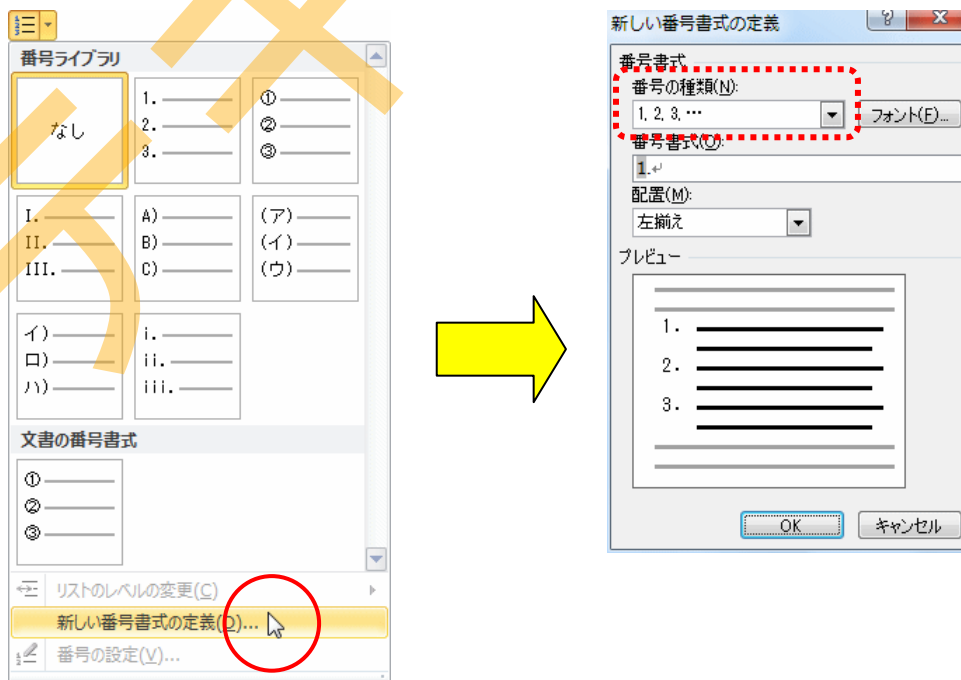 番号ライブラリ
なし
1.
2.
3.
①
②
③
I.
II.
III.
A)
B)
C)
(ア)
(イ)
(ウ)
イ)
ロ)
ハ)
i.
ii.
iii.
文書の番号書式
①
②
③
リストのレベルの変更(C)
新しい番号書式の定義(D)...
番号の設定(V)...
新しい番号書式の定義
番号書式
番号の種類(N):
1, 2, 3, …
フォント(F)...
番号書式(O):
1.↵
配置(M):
左揃え
プレビュー
1.
2.
3.
OK
キャンセル